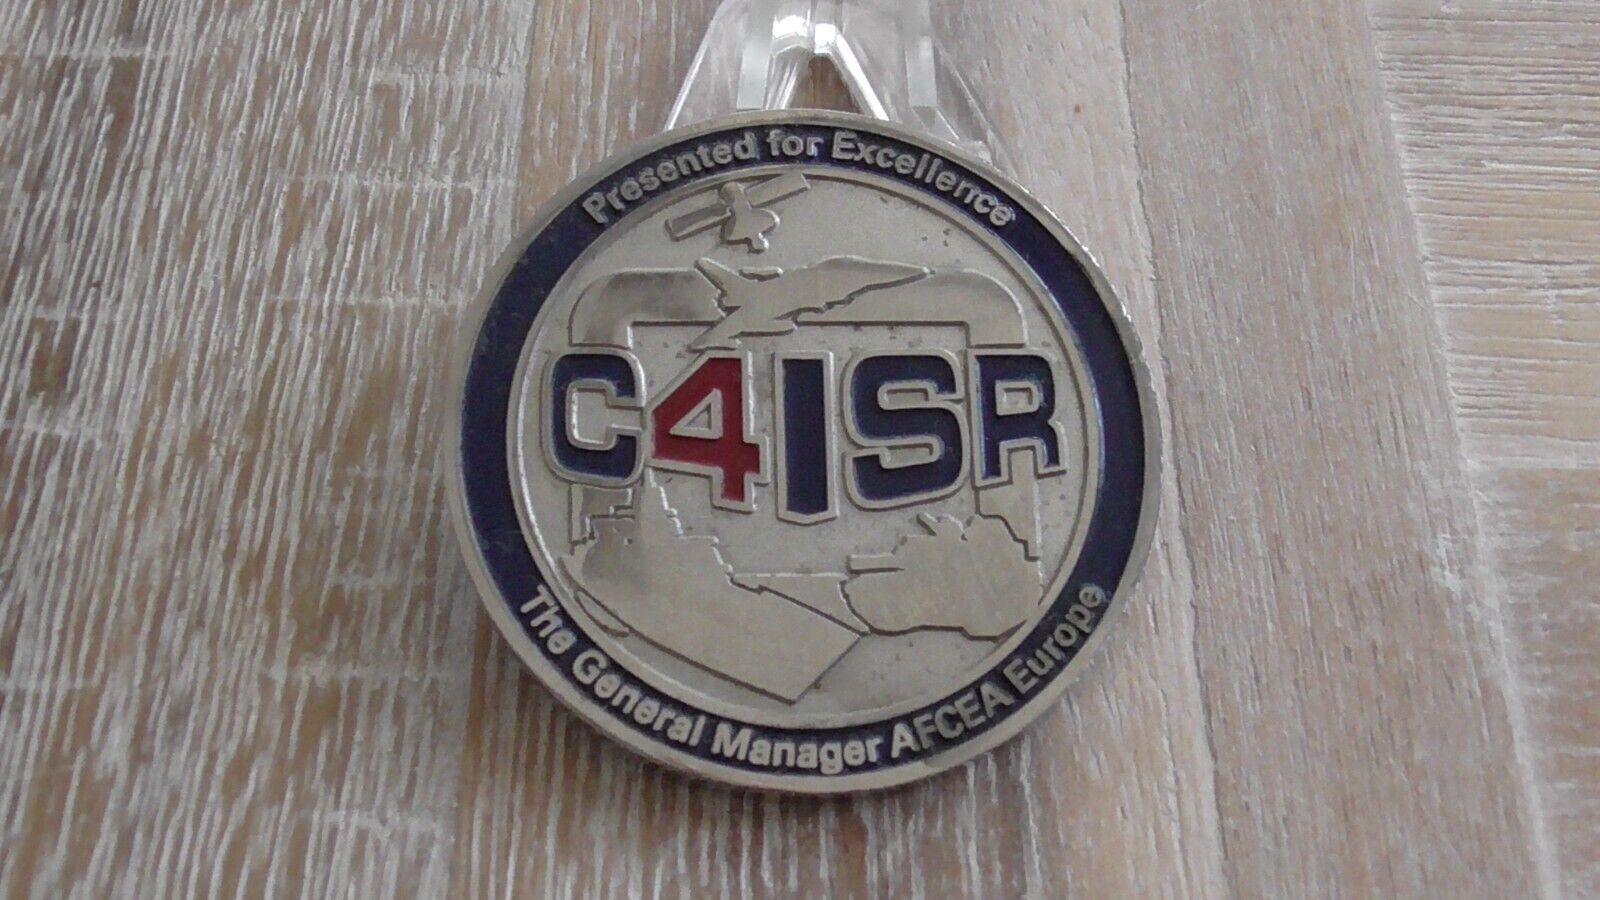 Presented for Excellence
C4ISR
The General Manager AFCEA Europe